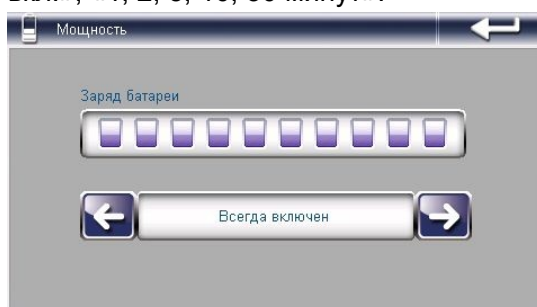 Мощность
Заряд батареи
Всегда включен